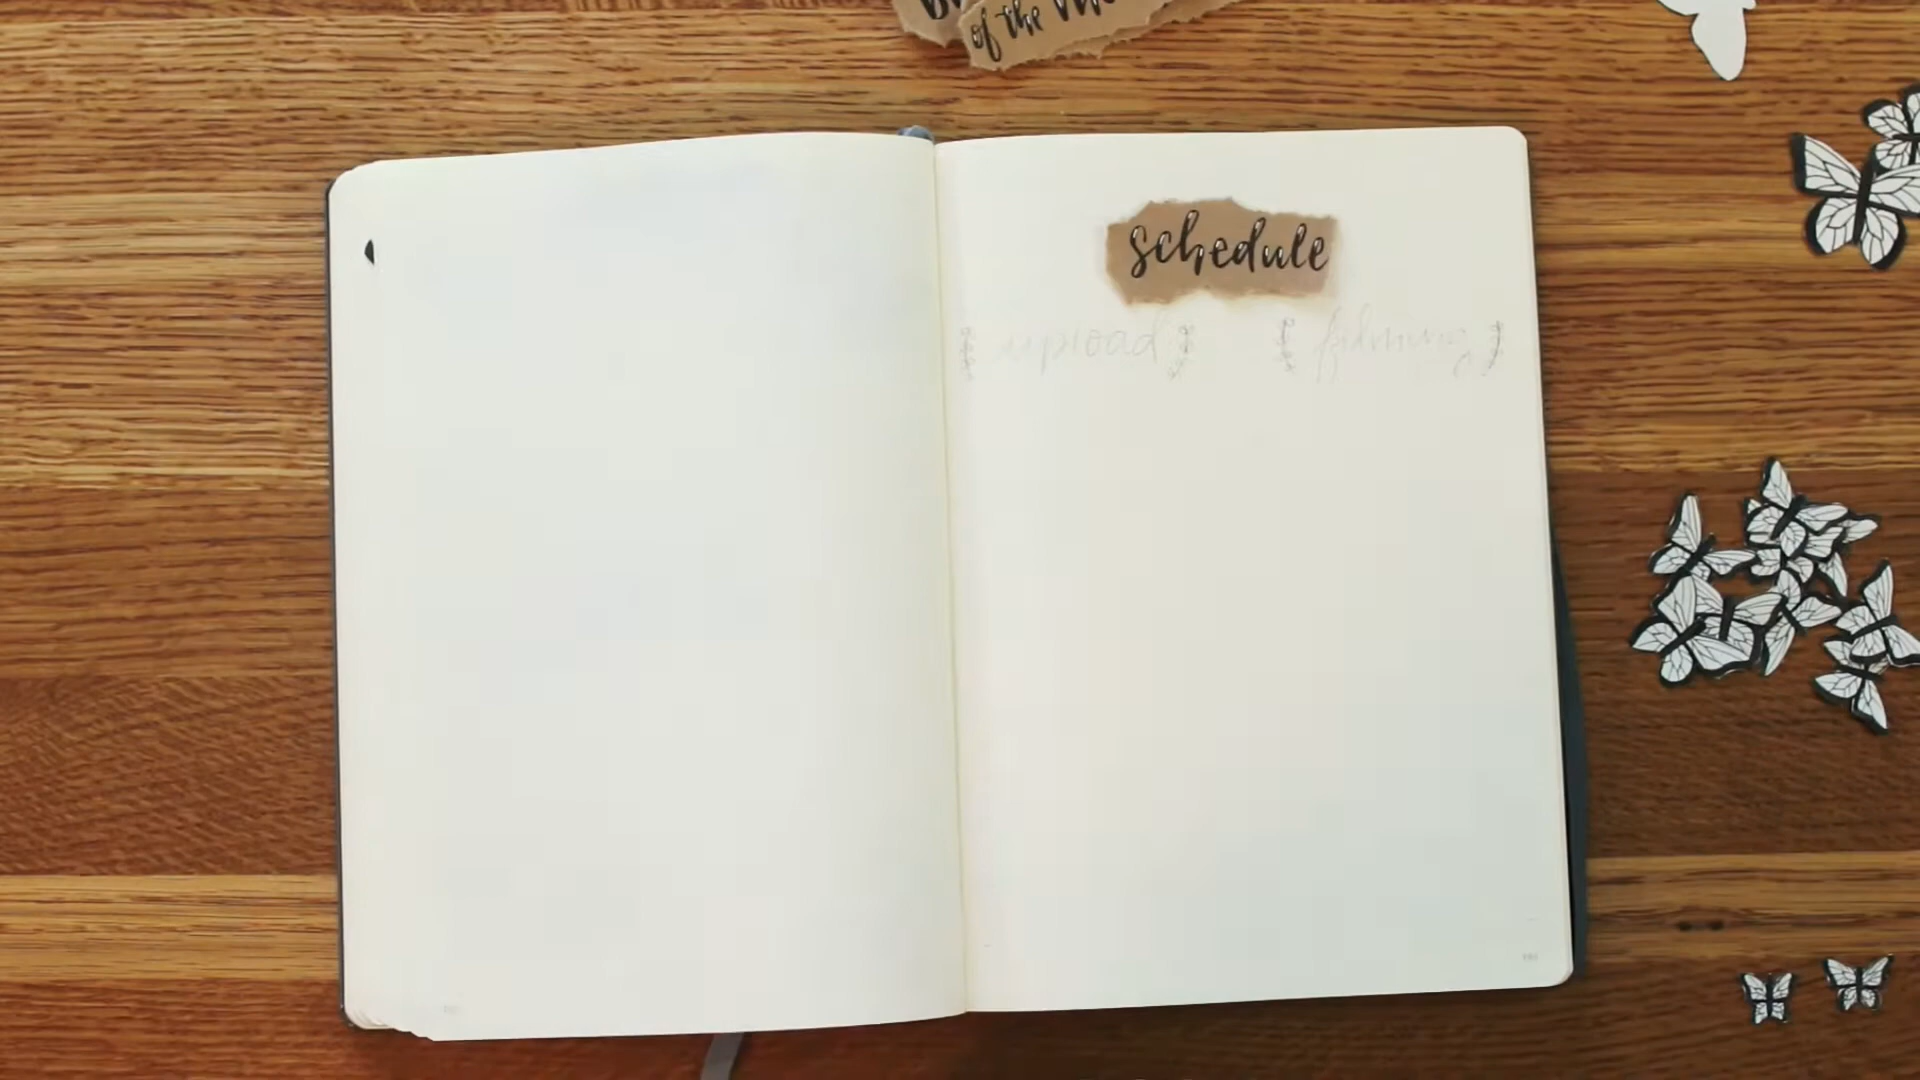 of the
schedule
upload filming